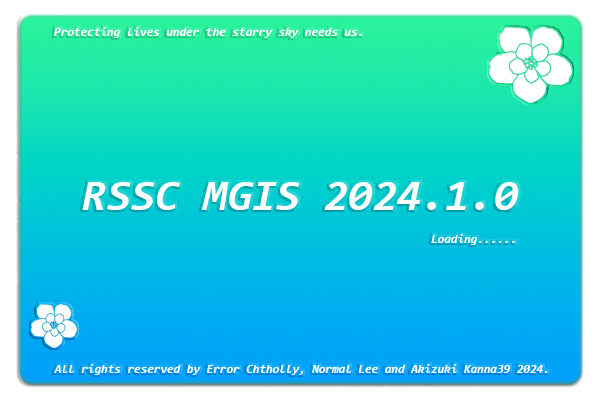 Protecting lives under the starry sky needs us.
RSSC MGIS 2024.1.0
Loading......
All rights reserved by Error Chtholly, Normal Lee and Akizuki Kanna39 2024.